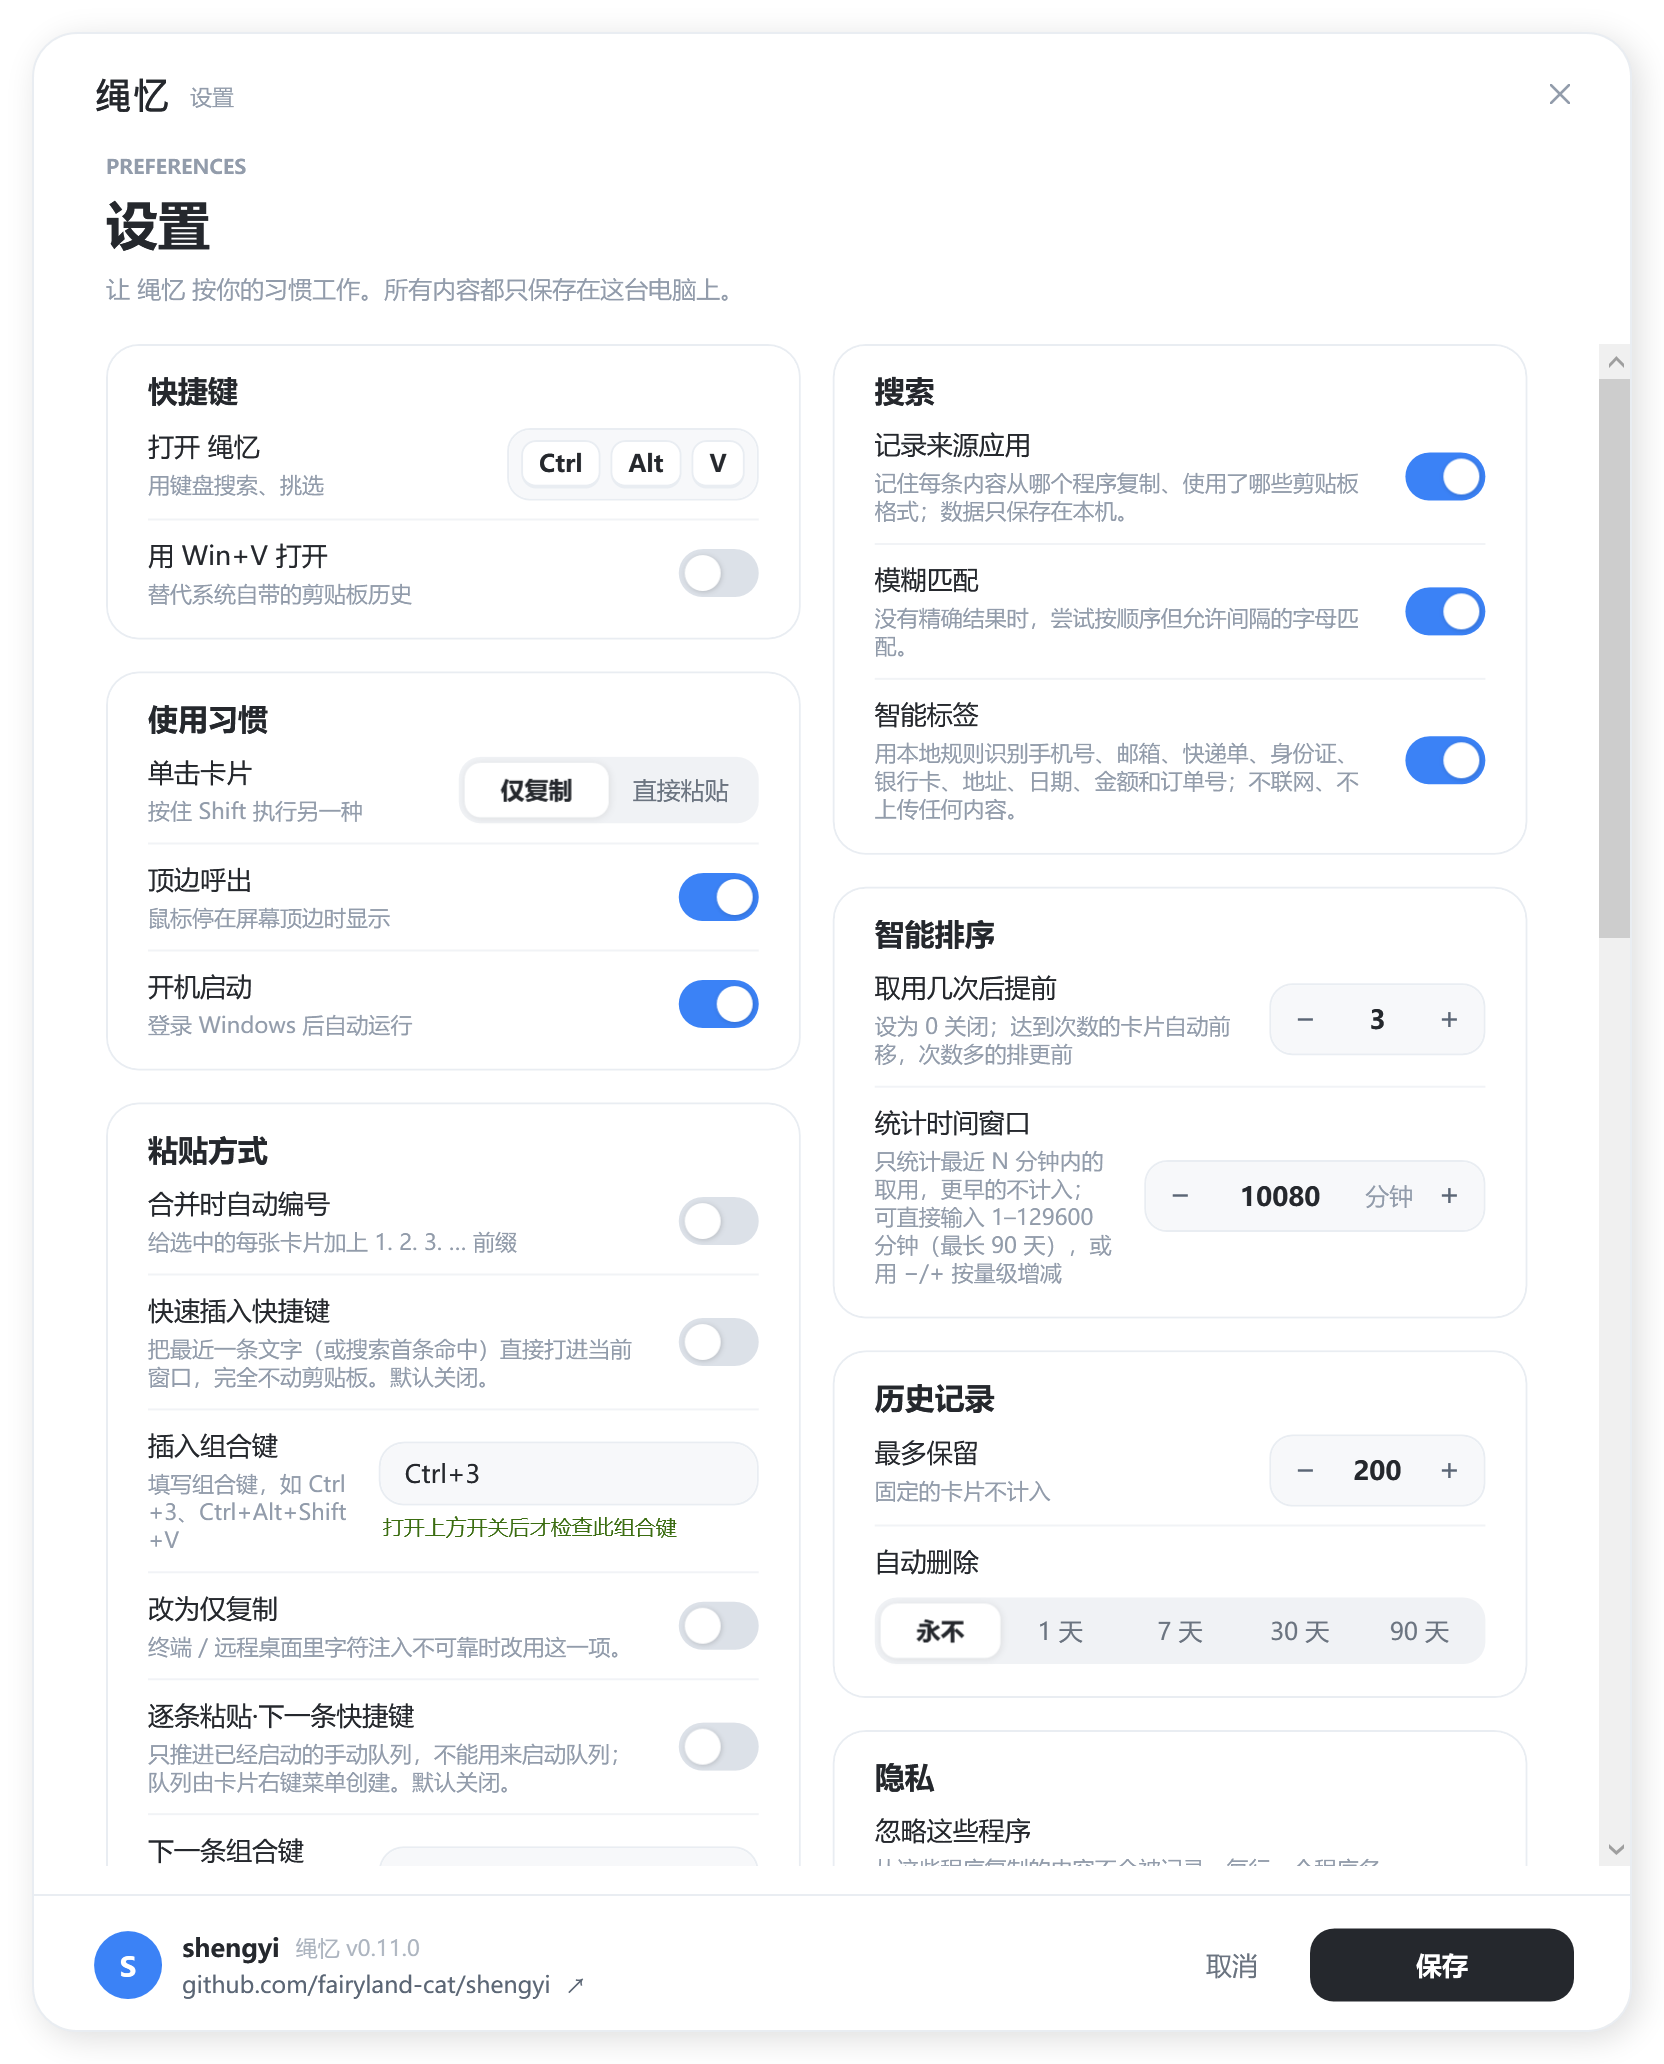 绳忆 设置
PREFERENCES
设置
让 绳忆 按你的习惯工作。所有内容都只保存在这台电脑上。
快捷键
打开 绳忆
用键盘搜索、挑选
Ctrl Alt V
用 Win+V 打开
替代系统自带的剪贴板历史
使用习惯
单击卡片
按住 Shift 执行另一种
仅复制 直接粘贴
顶边呼出
鼠标停在屏幕顶边时显示
开机启动
登录 Windows 后自动运行
粘贴方式
合并时自动编号
给选中的每张卡片加上 1. 2. 3. … 前缀
快速插入快捷键
把最近一条文字（或搜索首条命中）直接打进当前
窗口，完全不动剪贴板。默认关闭。
插入组合键
填写组合键，如 Ctrl
+3、Ctrl+Alt+Shift
+V
Ctrl+3
打开上方开关后才检查此组合键
改为仅复制
终端 / 远程桌面里字符注入不可靠时改用这一项。
逐条粘贴·下一条快捷键
只推进已经启动的手动队列，不能用来启动队列；
队列由卡片右键菜单创建。默认关闭。
下一条组合键
搜索
记录来源应用
记住每条内容从哪个程序复制、使用了哪些剪贴板
格式；数据只保存在本机。
模糊匹配
没有精确结果时，尝试按顺序但允许间隔的字母匹
配。
智能标签
用本地规则识别手机号、邮箱、快递单、身份证、
银行卡、地址、日期、金额和订单号；不联网、不
上传任何内容。
智能排序
取用几次后提前
设为 0 关闭；达到次数的卡片自动前
移，次数多的排更前
− 3 +
统计时间窗口
只统计最近 N 分钟内的
取用，更早的不计入；
可直接输入 1–129600
分钟（最长 90 天），或
用 −/+ 按量级增减
− 10080 分钟 +
历史记录
最多保留
固定的卡片不计入
− 200 +
自动删除
永不 1 天 7 天 30 天 90 天
隐私
忽略这些程序
从这些程序复制的内容不会被记录，每行一个程序名
S
shengyi 绳忆 v0.11.0
github.com/fairyland-cat/shengyi ↗
取消 保存